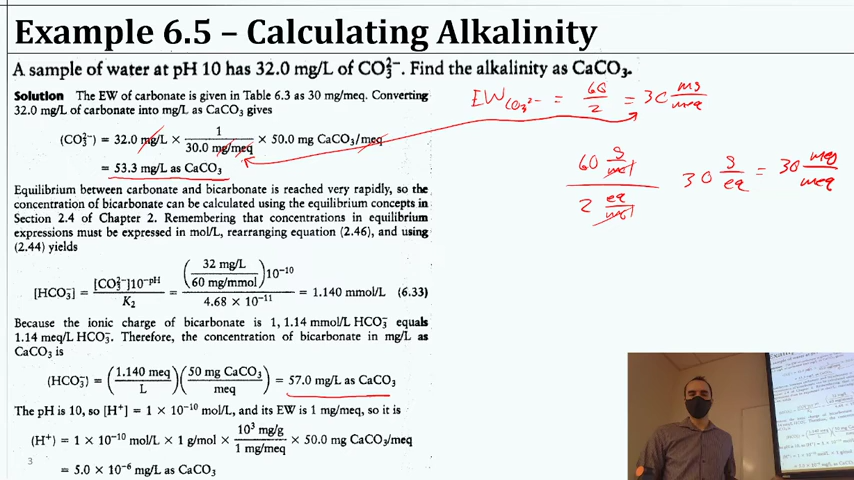 Example 6.5 – Calculating Alkalinity
A sample of water at pH 10 has 32.0 mg/L of CO₃²⁻. Find the alkalinity as CaCO₃.
Solution The EW of carbonate is given in Table 6.3 as 30 mg/meq. Converting
32.0 mg/L of carbonate into mg/L as CaCO₃ gives
(CO₃²⁻) = 32.0 mg/L × 1 / 30.0 mg/meq × 50.0 mg CaCO₃/meq
= 53.3 mg/L as CaCO₃
Equilibrium between carbonate and bicarbonate is reached very rapidly, so the
concentration of bicarbonate can be calculated using the equilibrium concepts in
Section 2.4 of Chapter 2. Remembering that concentrations in equilibrium
expressions must be expressed in mol/L, rearranging equation (2.46), and using
(2.44) yields
[HCO₃⁻] = [CO₃²⁻]10⁻ᵖᴴ / K₂ = (32 mg/L / 60 mg/mmol)10⁻¹⁰ / 4.68 × 10⁻¹¹ = 1.140 mmol/L (6.33)
Because the ionic charge of bicarbonate is 1, 1.14 mmol/L HCO₃⁻ equals
1.14 meq/L HCO₃⁻. Therefore, the concentration of bicarbonate in mg/L as
CaCO₃ is
(HCO₃⁻) = (1.140 meq / L)(50 mg CaCO₃ / meq) = 57.0 mg/L as CaCO₃
The pH is 10, so [H⁺] = 1 × 10⁻¹⁰ mol/L, and its EW is 1 mg/meq, so it is
(H⁺) = 1 × 10⁻¹⁰ mol/L × 1 g/mol × 10³ mg/g / 1 mg/meq × 50.0 mg CaCO₃/meq
= 5.0 × 10⁻⁶ mg/L as CaCO₃
3
EW CO₃²⁻ = 60 / 2 = 30 mg / meq
60 g/mol / 2 eq/mol 30 g/eq = 30 meq/meq